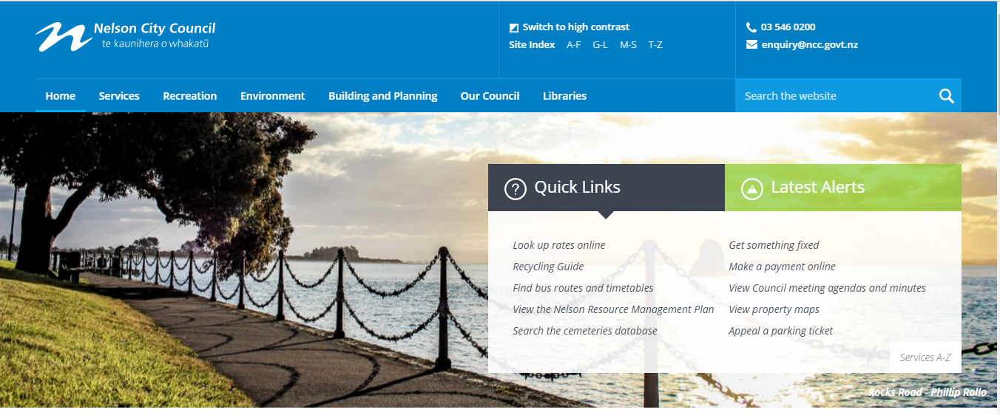 Nelson City Council
te kaunihera o whakatū
Switch to high contrast
Site Index A-F G-L M-S T-Z
03 546 0200
enquiry@ncc.govt.nz
Home Services Recreation Environment Building and Planning Our Council Libraries
Search the website
Quick Links
Latest Alerts
Look up rates online
Recycling Guide
Find bus routes and timetables
View the Nelson Resource Management Plan
Search the cemeteries database
Get something fixed
Make a payment online
View Council meeting agendas and minutes
View property maps
Appeal a parking ticket
Services A-Z
Rocks Road - Phillip Rollo